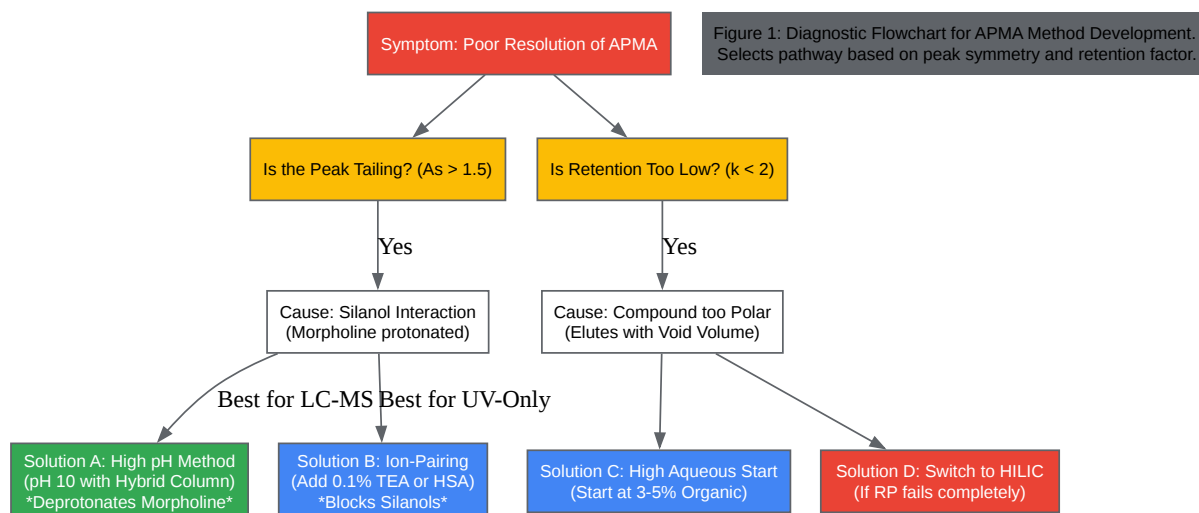 Symptom: Poor Resolution of APMA
Figure 1: Diagnostic Flowchart for APMA Method Development.
Selects pathway based on peak symmetry and retention factor.
Is the Peak Tailing? (As > 1.5)
Is Retention Too Low? (k < 2)
Yes
Yes
Cause: Silanol Interaction
(Morpholine protonated)
Cause: Compound too Polar
(Elutes with Void Volume)
Best for LC-MS
Best for UV-Only
Solution A: High pH Method
(pH 10 with Hybrid Column)
*Deprotonates Morpholine*
Solution B: Ion-Pairing
(Add 0.1% TEA or HSA)
*Blocks Silanols*
Solution C: High Aqueous Start
(Start at 3-5% Organic)
Solution D: Switch to HILIC
(If RP fails completely)